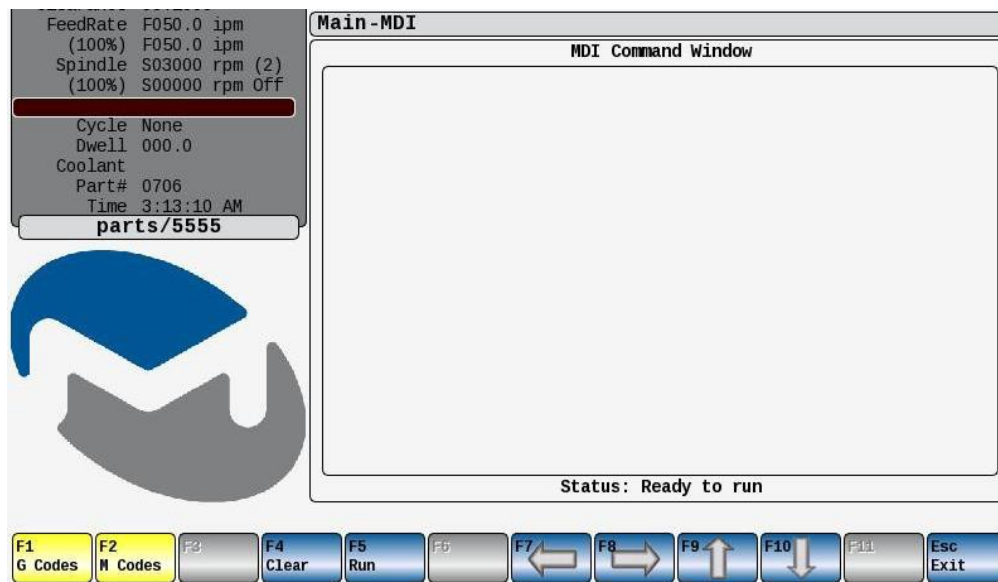 FeedRate F050.0 ipm
(100%) F050.0 ipm
Spindle S03000 rpm (2)
(100%) S00000 rpm Off
Cycle None
Dwell 000.0
Coolant
Part# 0706
Time 3:13:10 AM
parts/5555
Main-MDI
MDI Command Window
Status: Ready to run
F1
G Codes
F2
M Codes
F3
F4
Clear
F5
Run
F6
F7
F8
F9
F10
F11
Esc
Exit